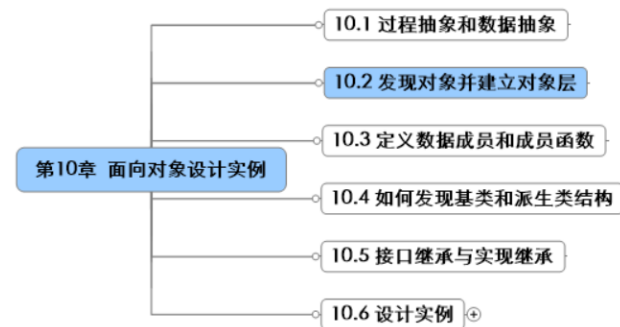 10.1 过程抽象和数据抽象
10.2 发现对象并建立对象层
10.3 定义数据成员和成员函数
第10章 面向对象设计实例
10.4 如何发现基类和派生类结构
10.5 接口继承与实现继承
10.6 设计实例